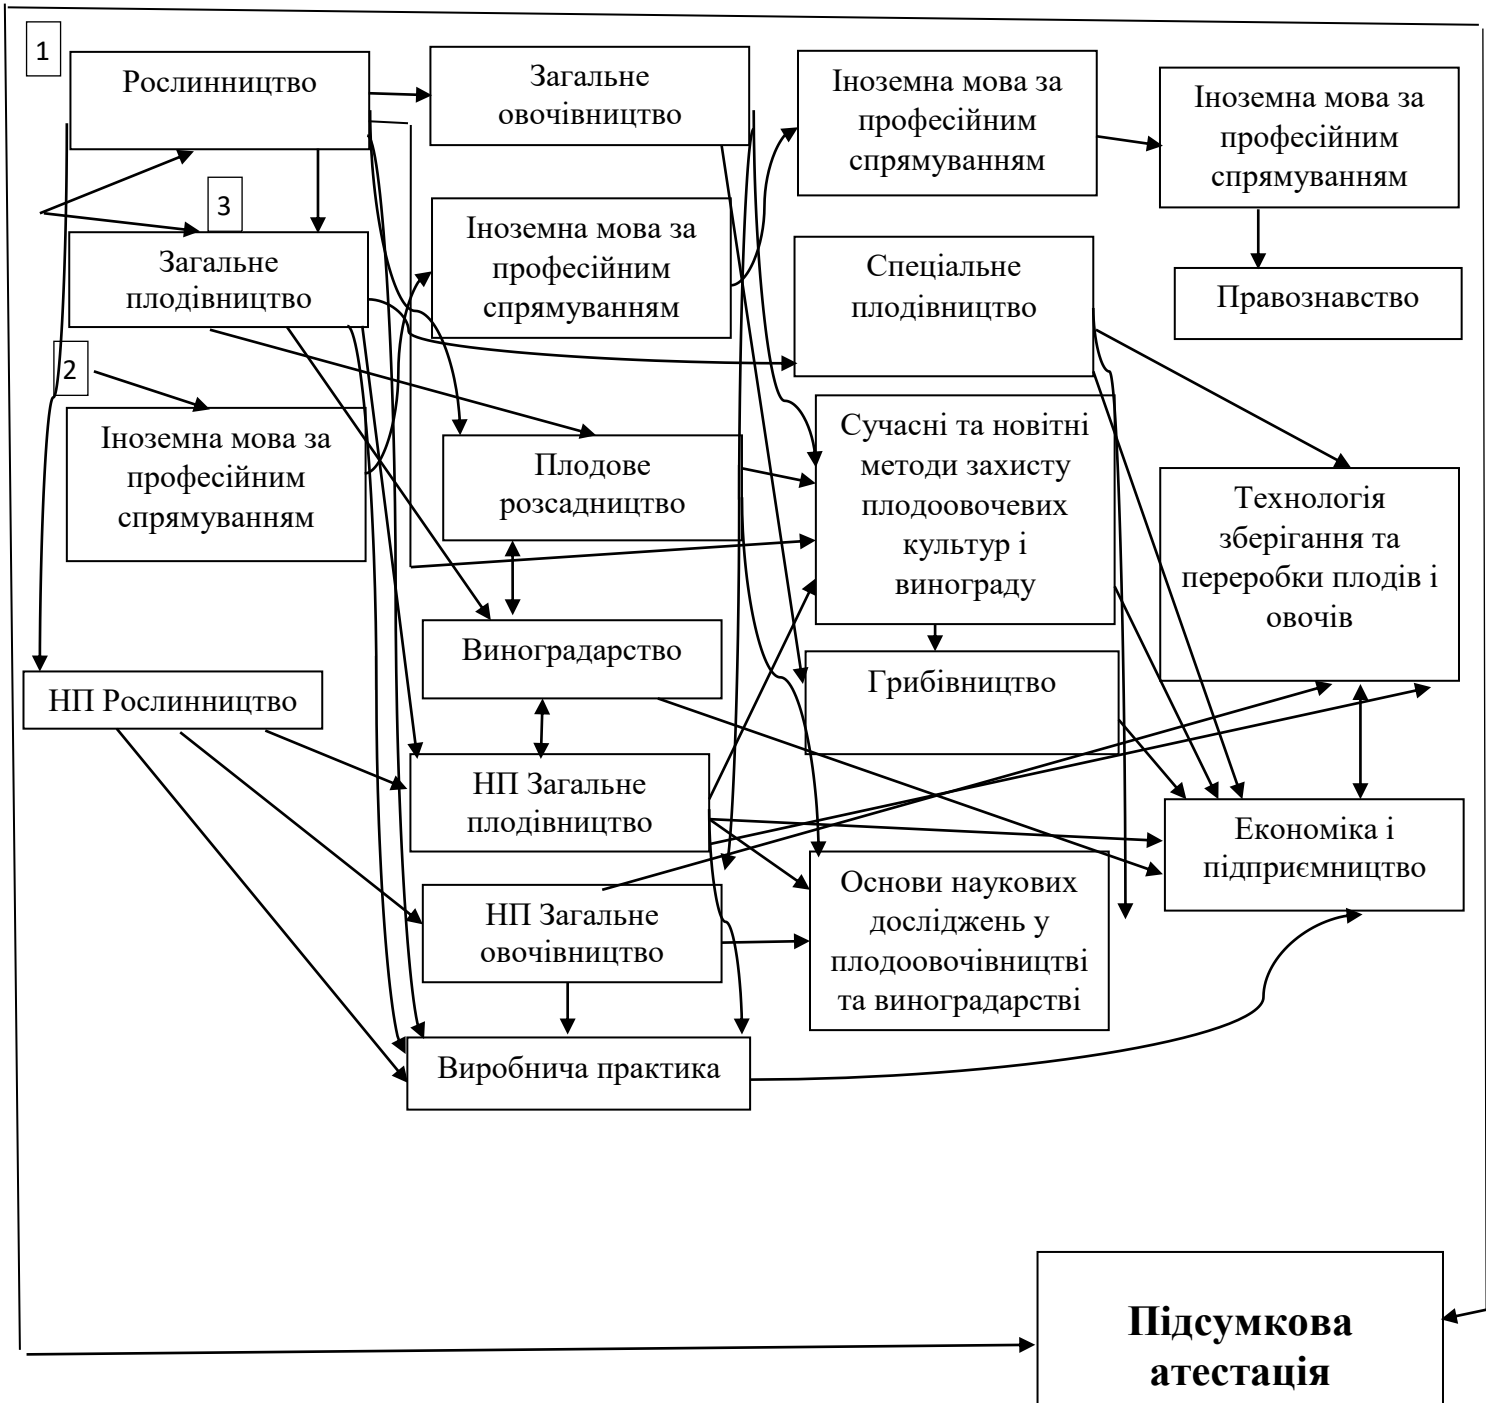 1
Рослинництво
3
Загальне
плодівництво
2
Іноземна мова за
професійним
спрямуванням
НП Рослинництво
Загальне
овочівництво
Іноземна мова за
професійним
спрямуванням
Плодове
розсадництво
Виноградарство
НП Загальне
плодівництво
НП Загальне
овочівництво
Виробнича практика
Іноземна мова за
професійним
спрямуванням
Спеціальне
плодівництво
Сучасні та новітні
методи захисту
плодоовочевих
культур і
винограду
Грибівництво
Основи наукових
досліджень у
плодоовочівництві
та виноградарстві
Іноземна мова за
професійним
спрямуванням
Правознавство
Технологія
зберігання та
переробки плодів і
овочів
Економіка і
підприємництво
Підсумкова
атестація